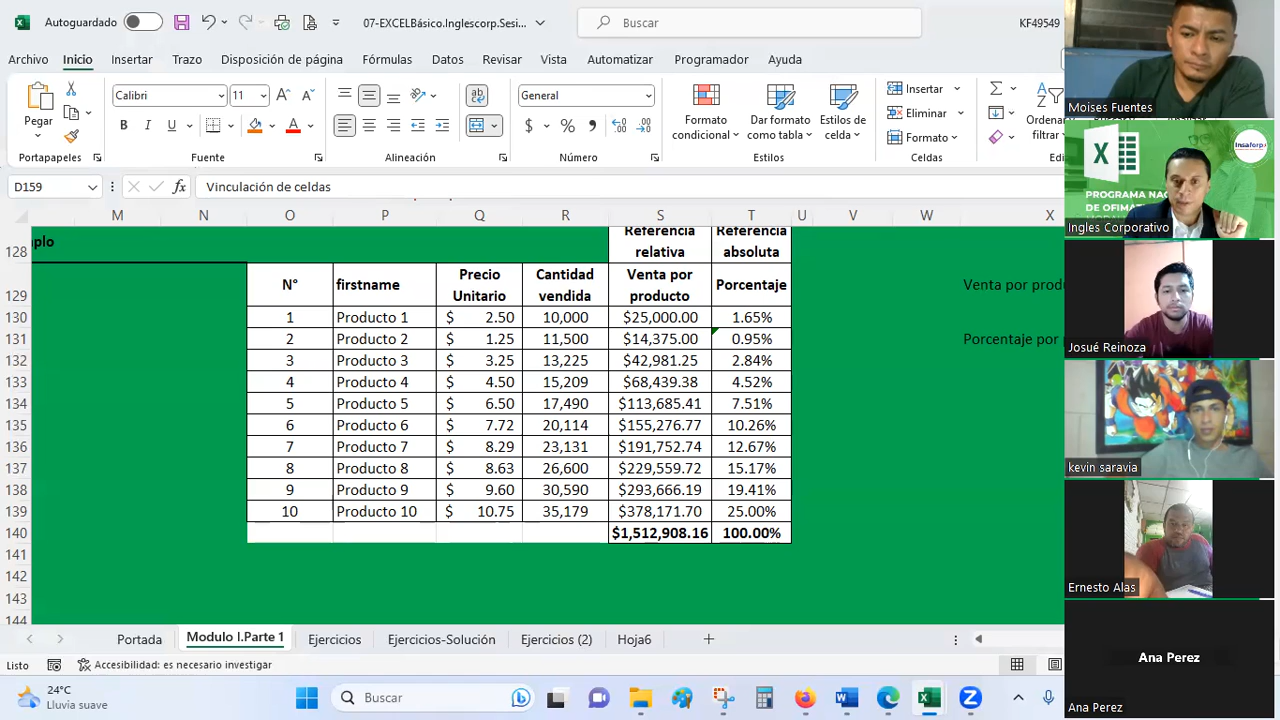 Autoguardado
07-EXCELBásico.Inglescorp.Sesi...
Buscar
KF49549
Archivo Inicio Insertar Trazo Disposición de página Fórmulas Datos Revisar Vista Automatizar Programador Ayuda
Pegar
Portapapeles
Calibri 11
N K S
Fuente
Alineación
General
Número
Formato condicional
Dar formato como tabla
Estilos de celda
Estilos
Insertar
Eliminar
Formato
Celdas
Ordenar
filtrar
D159 Vinculación de celdas
M N O P Q R S T U V W X
128 Referencia relativa Referencia absoluta
129 N° firstname Precio Unitario Cantidad vendida Venta por producto Porcentaje Venta por
130 1 Producto 1 $ 2.50 10,000 $25,000.00 1.65%
131 2 Producto 2 $ 1.25 11,500 $14,375.00 0.95% Porcentaje por
132 3 Producto 3 $ 3.25 13,225 $42,981.25 2.84%
133 4 Producto 4 $ 4.50 15,209 $68,439.38 4.52%
134 5 Producto 5 $ 6.50 17,490 $113,685.41 7.51%
135 6 Producto 6 $ 7.72 20,114 $155,276.77 10.26%
136 7 Producto 7 $ 8.29 23,131 $191,752.74 12.67%
137 8 Producto 8 $ 8.63 26,600 $229,559.72 15.17%
138 9 Producto 9 $ 9.60 30,590 $293,666.19 19.41%
139 10 Producto 10 $ 10.75 35,179 $378,171.70 25.00%
140 $1,512,908.16 100.00%
141
142
143
144
Portada Modulo I.Parte 1 Ejercicios Ejercicios-Solución Ejercicios (2) Hoja6
Listo Accesibilidad: es necesario investigar
24°C
Lluvia suave
Buscar
Moises Fuentes
Insaforp
PROGRAMA
DE
Ingles Corporativo
Josué Reinoza
kevin saravia
Ernesto Alas
Ana Perez
Ana Perez